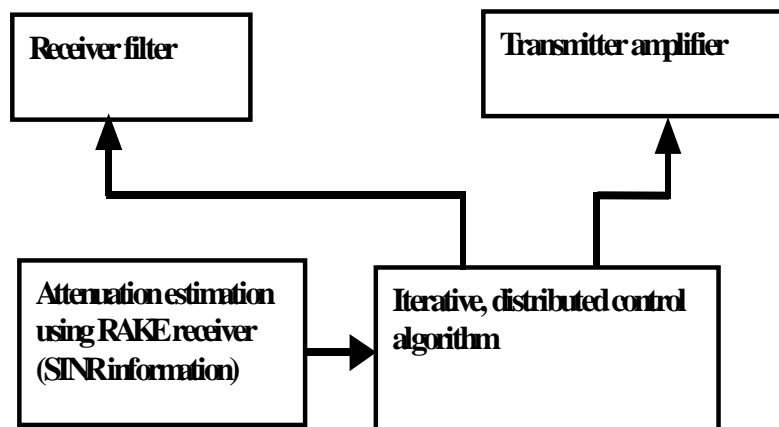 Receiver filter
Transmitter amplifier
Attenuation estimation
using RAKE receiver
(SINR information)
Iterative, distributed control
algorithm